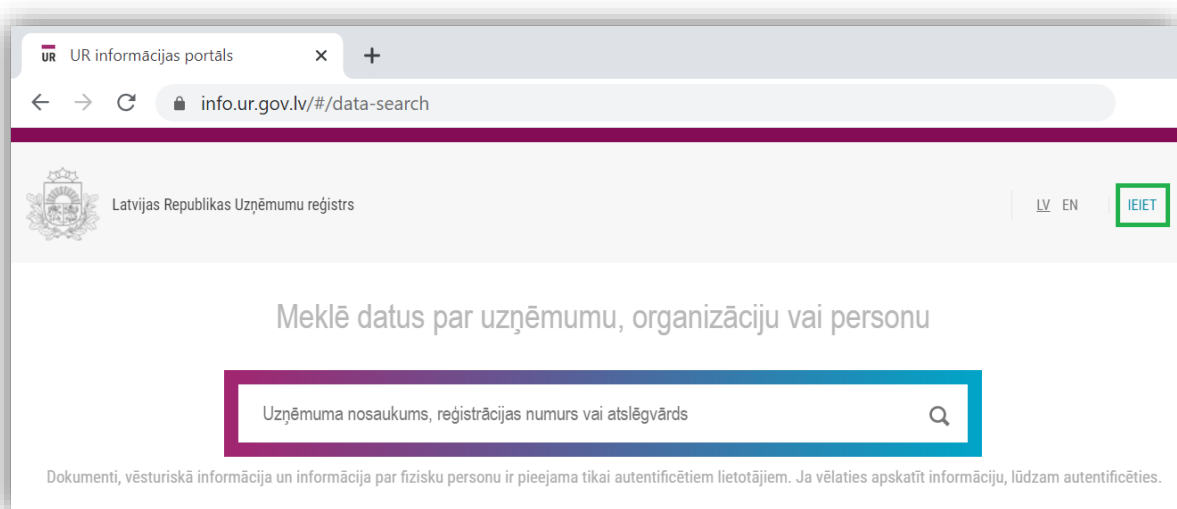 UR UR informācijas portāls
info.ur.gov.lv/#/data-search
Latvijas Republikas Uzņēmumu reģistrs
LV EN IEIET
Meklē datus par uzņēmumu, organizāciju vai personu
Uzņēmuma nosaukums, reģistrācijas numurs vai atslēgvārds
Dokumenti, vēsturiskā informācija un informācija par fizisku personu ir pieejama tikai autentificētiem lietotājiem. Ja vēlaties apskatīt informāciju, lūdzam autentificēties.